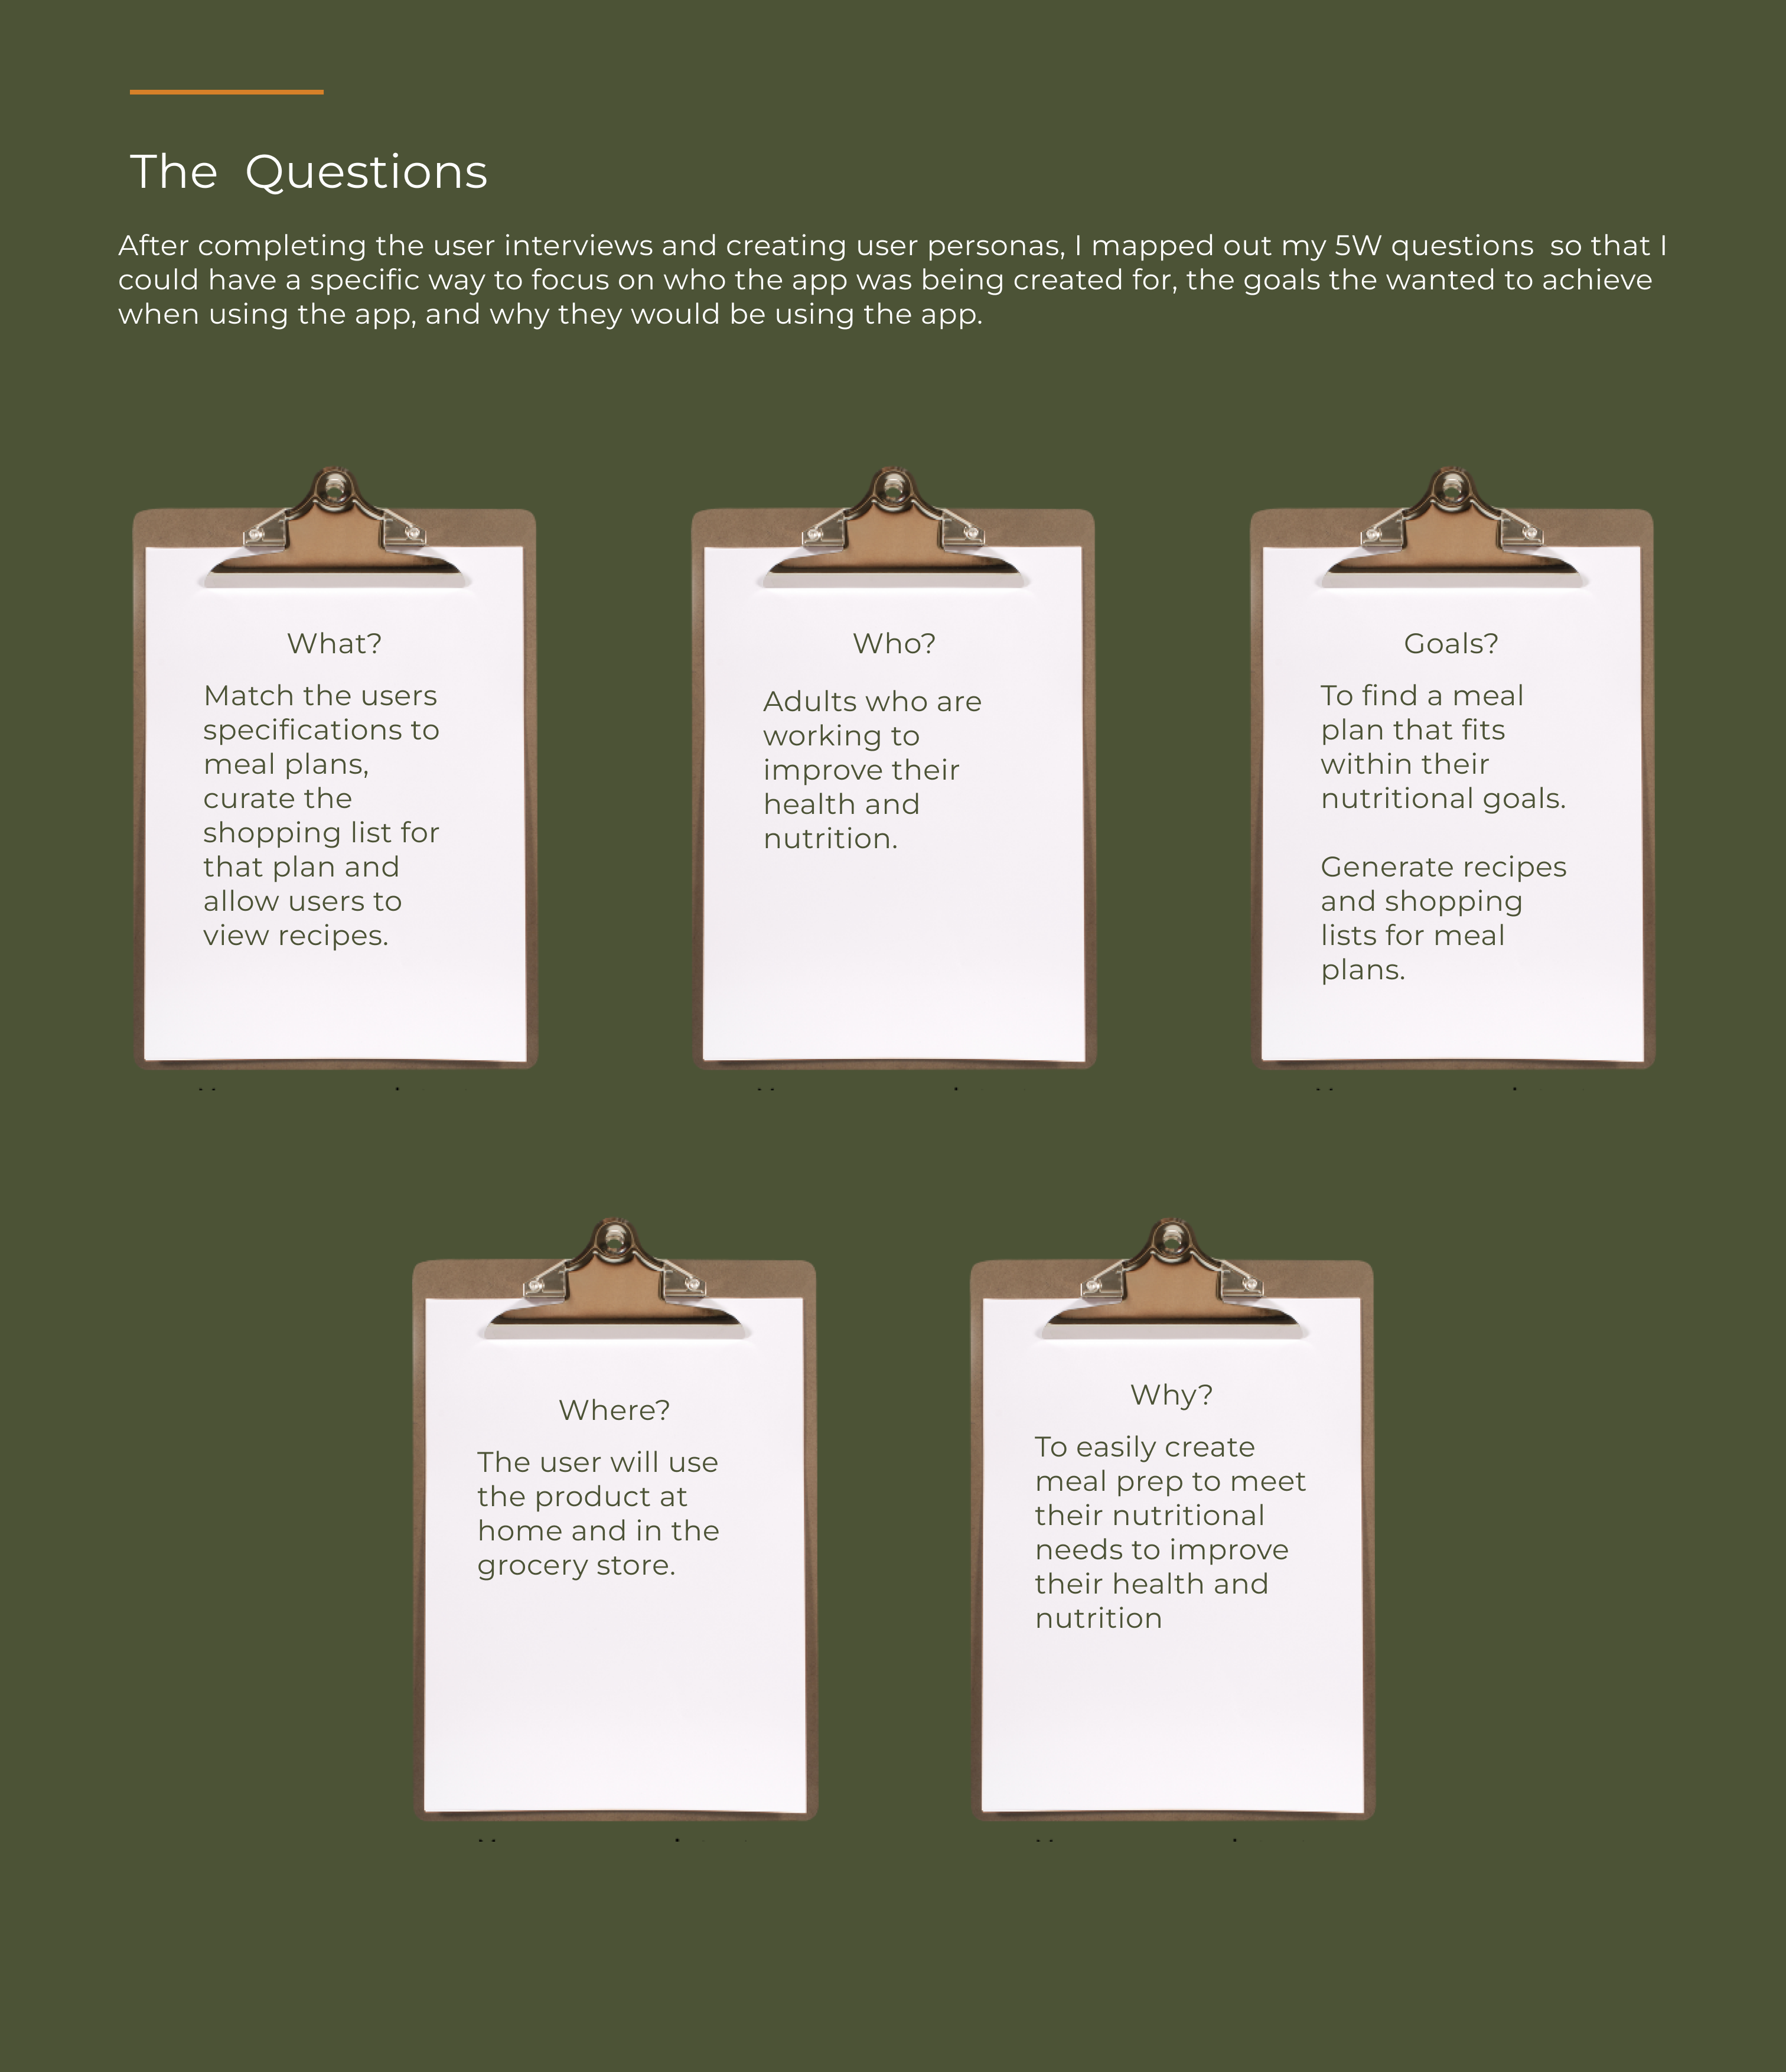 The  Questions
After completing the user interviews and creating user personas, I mapped out my 5W questions  so that I
could have a specific way to focus on who the app was being created for, the goals the wanted to achieve
when using the app, and why they would be using the app.
What?
Match the users
specifications to
meal plans,
curate the
shopping list for
that plan and
allow users to
view recipes.
Who?
Adults who are
working to
improve their
health and
nutrition.
Goals?
To find a meal
plan that fits
within their
nutritional goals.
Generate recipes
and shopping
lists for meal
plans.
Where?
The user will use
the product at
home and in the
grocery store.
Why?
To easily create
meal prep to meet
their nutritional
needs to improve
their health and
nutrition